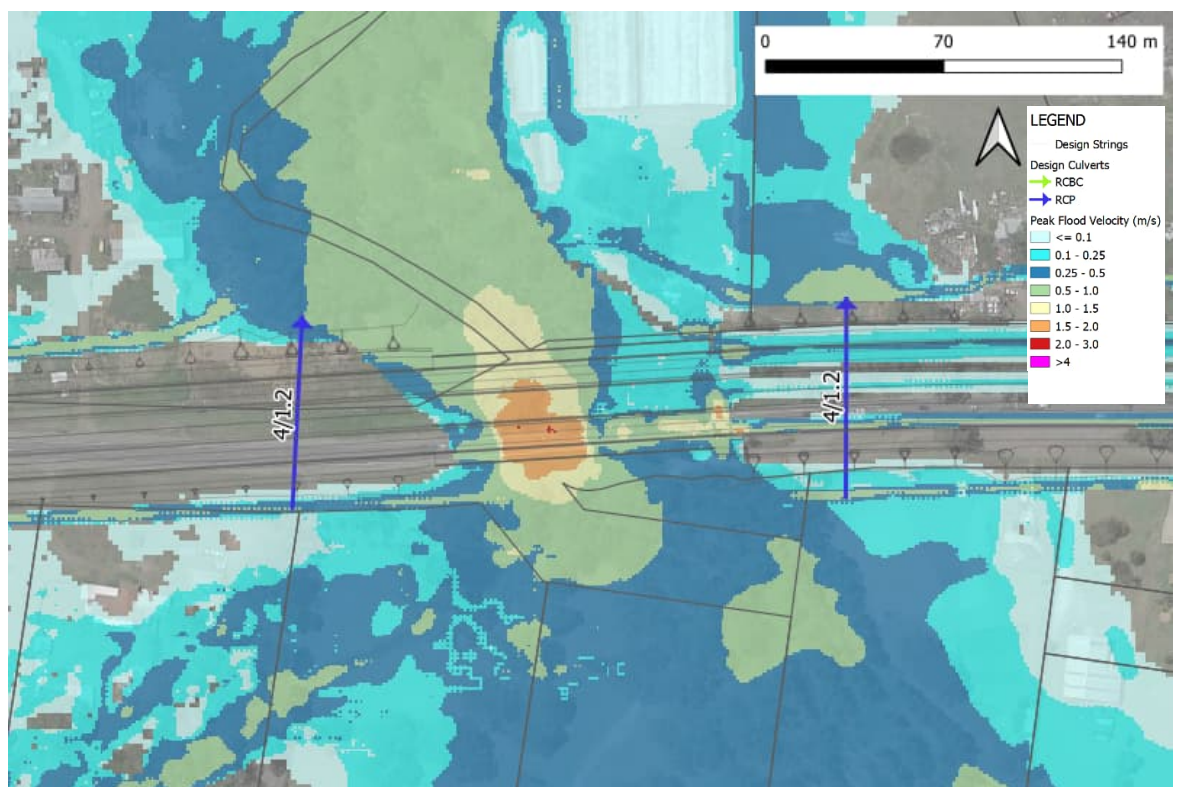 0 70 140 m
LEGEND
Design Strings
Design Culverts
RCBC
RCP
Peak Flood Velocity (m/s)
<= 0.1
0.1 - 0.25
0.25 - 0.5
0.5 - 1.0
1.0 - 1.5
1.5 - 2.0
2.0 - 3.0
>4
4/1.2
4/1.2